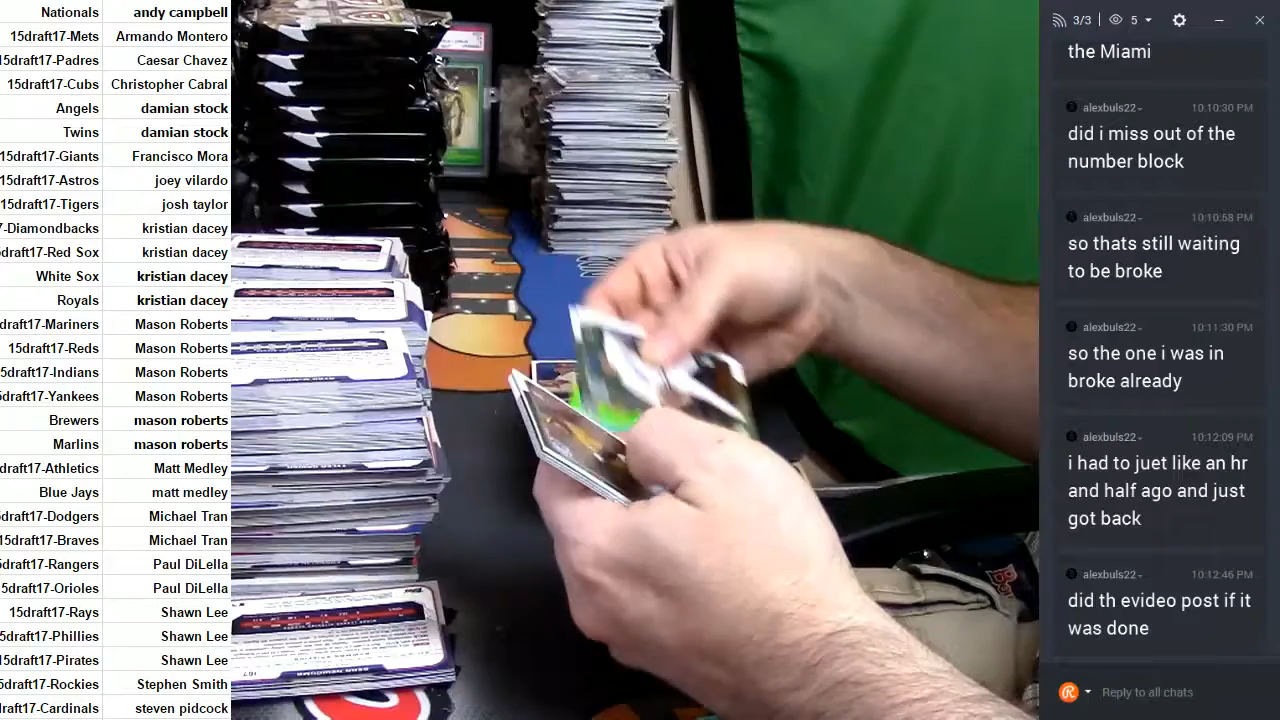 Nationals andy campbell
15draft17-Mets Armando Montero
draft17-Padres Caesar Chavez
15draft17-Cubs Christopher Cabral
Angels damian stock
Twins damian stock
15draft17-Giants Francisco Mora
15draft17-Astros joey vilardo
15draft17-Tigers josh taylor
7-Diamondbacks kristian dacey
draft17-Red Sox kristian dacey
White Sox kristian dacey
kristian dacey
draft17-Mariners Mason Roberts
15draft17-Reds Mason Roberts
draft17-Indians Mason Roberts
draft17-Yankees Mason Roberts
Brewers mason roberts
Marlins mason roberts
draft17-Athletics Matt Medley
Blue Jays matt medley
draft17-Dodgers Michael Tran
15draft17-Braves Michael Tran
draft17-Rangers Paul DiLella
5draft17-Orioles Paul DiLella
Shawn Lee
5draft17-Phillies Shawn Lee
Shawn Lee
draft17-Rockies Stephen Smith
draft17-Cardinals steven pidcock
3/3 5
the Miami
alexbuls22 10:10:30 PM
did i miss out of the
number block
alexbuls22 10:10:58 PM
so thats still waiting
to be broke
alexbuls22 10:11:30 PM
so the one i was in
broke already
alexbuls22 10:12:09 PM
i had to juet like an hr
and half ago and just
got back
alexbuls22 10:12:46 PM
did th evideo post if it
was done
Reply to all chats